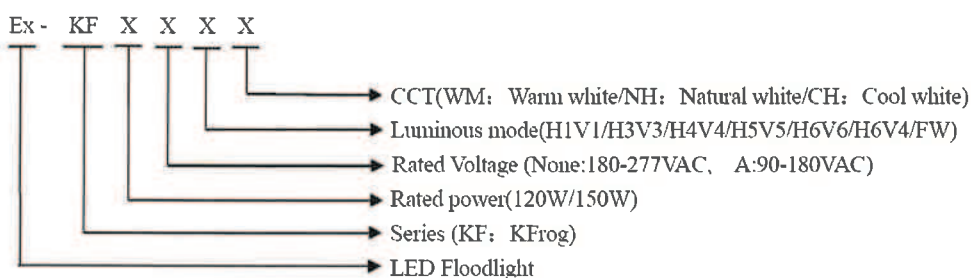 Ex - KF X X X X
CCT(WM：Warm white/NH：Natural white/CH：Cool white)
Luminous mode(H1V1/H3V3/H4V4/H5V5/H6V6/H6V4/FW)
Rated Voltage (None:180-277VAC、 A:90-180VAC)
Rated power(120W/150W)
Series (KF：KFrog)
LED Floodlight